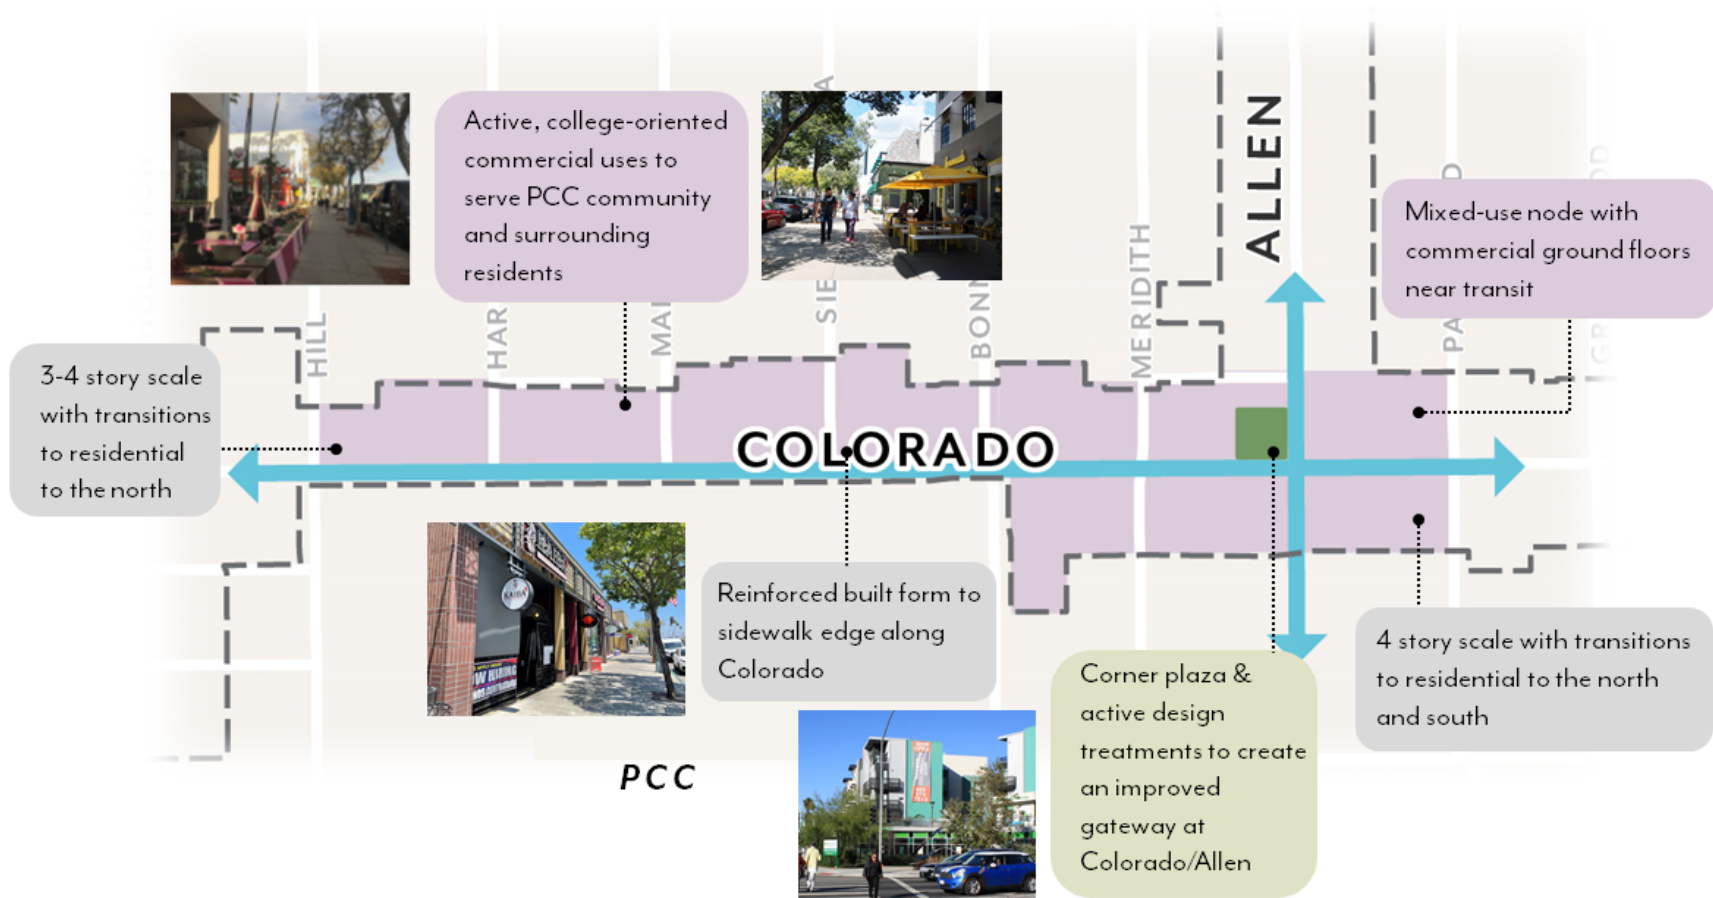 Active, college-oriented
commercial uses to
serve PCC community
and surrounding
residents
ALLEN
Mixed-use node with
commercial ground floors
near transit
HILL
MERIDITH
3-4 story scale
with transitions
to residential
to the north
COLORADO
KAIBA
NOW HIRING
Reinforced built form to
sidewalk edge along
Colorado
4 story scale with transitions
to residential to the north
and south
Corner plaza &
active design
treatments to create
an improved
gateway at
Colorado/Allen
PCC